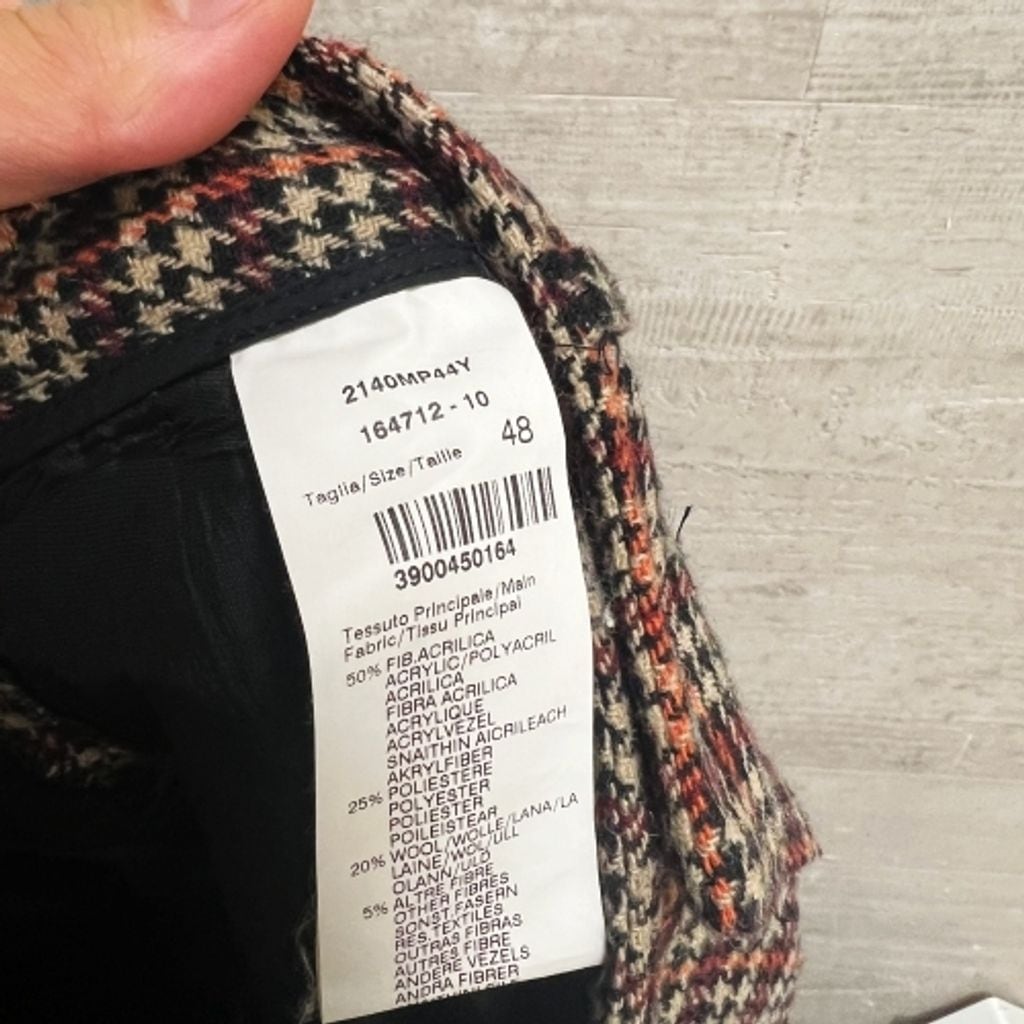 2140MP44Y
164712 - 10
Taglia/Size/Taille 48
3900450164
Tessuto Principale/Main
Fabric/Tissu Principal
50% FIB.ACRILICA
ACRYLIC/POLYACRIL
ACRILICA
FIBRA ACRILICA
ACRYLIQUE
ACRYLVEZEL
SNAITHIN AICRILEACH
AKRYLFIBER
25% POLIESTERE
POLYESTER
POLIESTER
POILEISTEAR
20% WOOL/WOLLE/LANA/LA
LAINE/WOL/ULL
OLANN/ULD
5% ALTRE FIBRE
OTHER FIBRES
SONST.FASERN
RES.TEXTILES
OUTRAS FIBRAS
AUTRES FIBRE
ANDERE VEZELS
ANDRA FIBRER